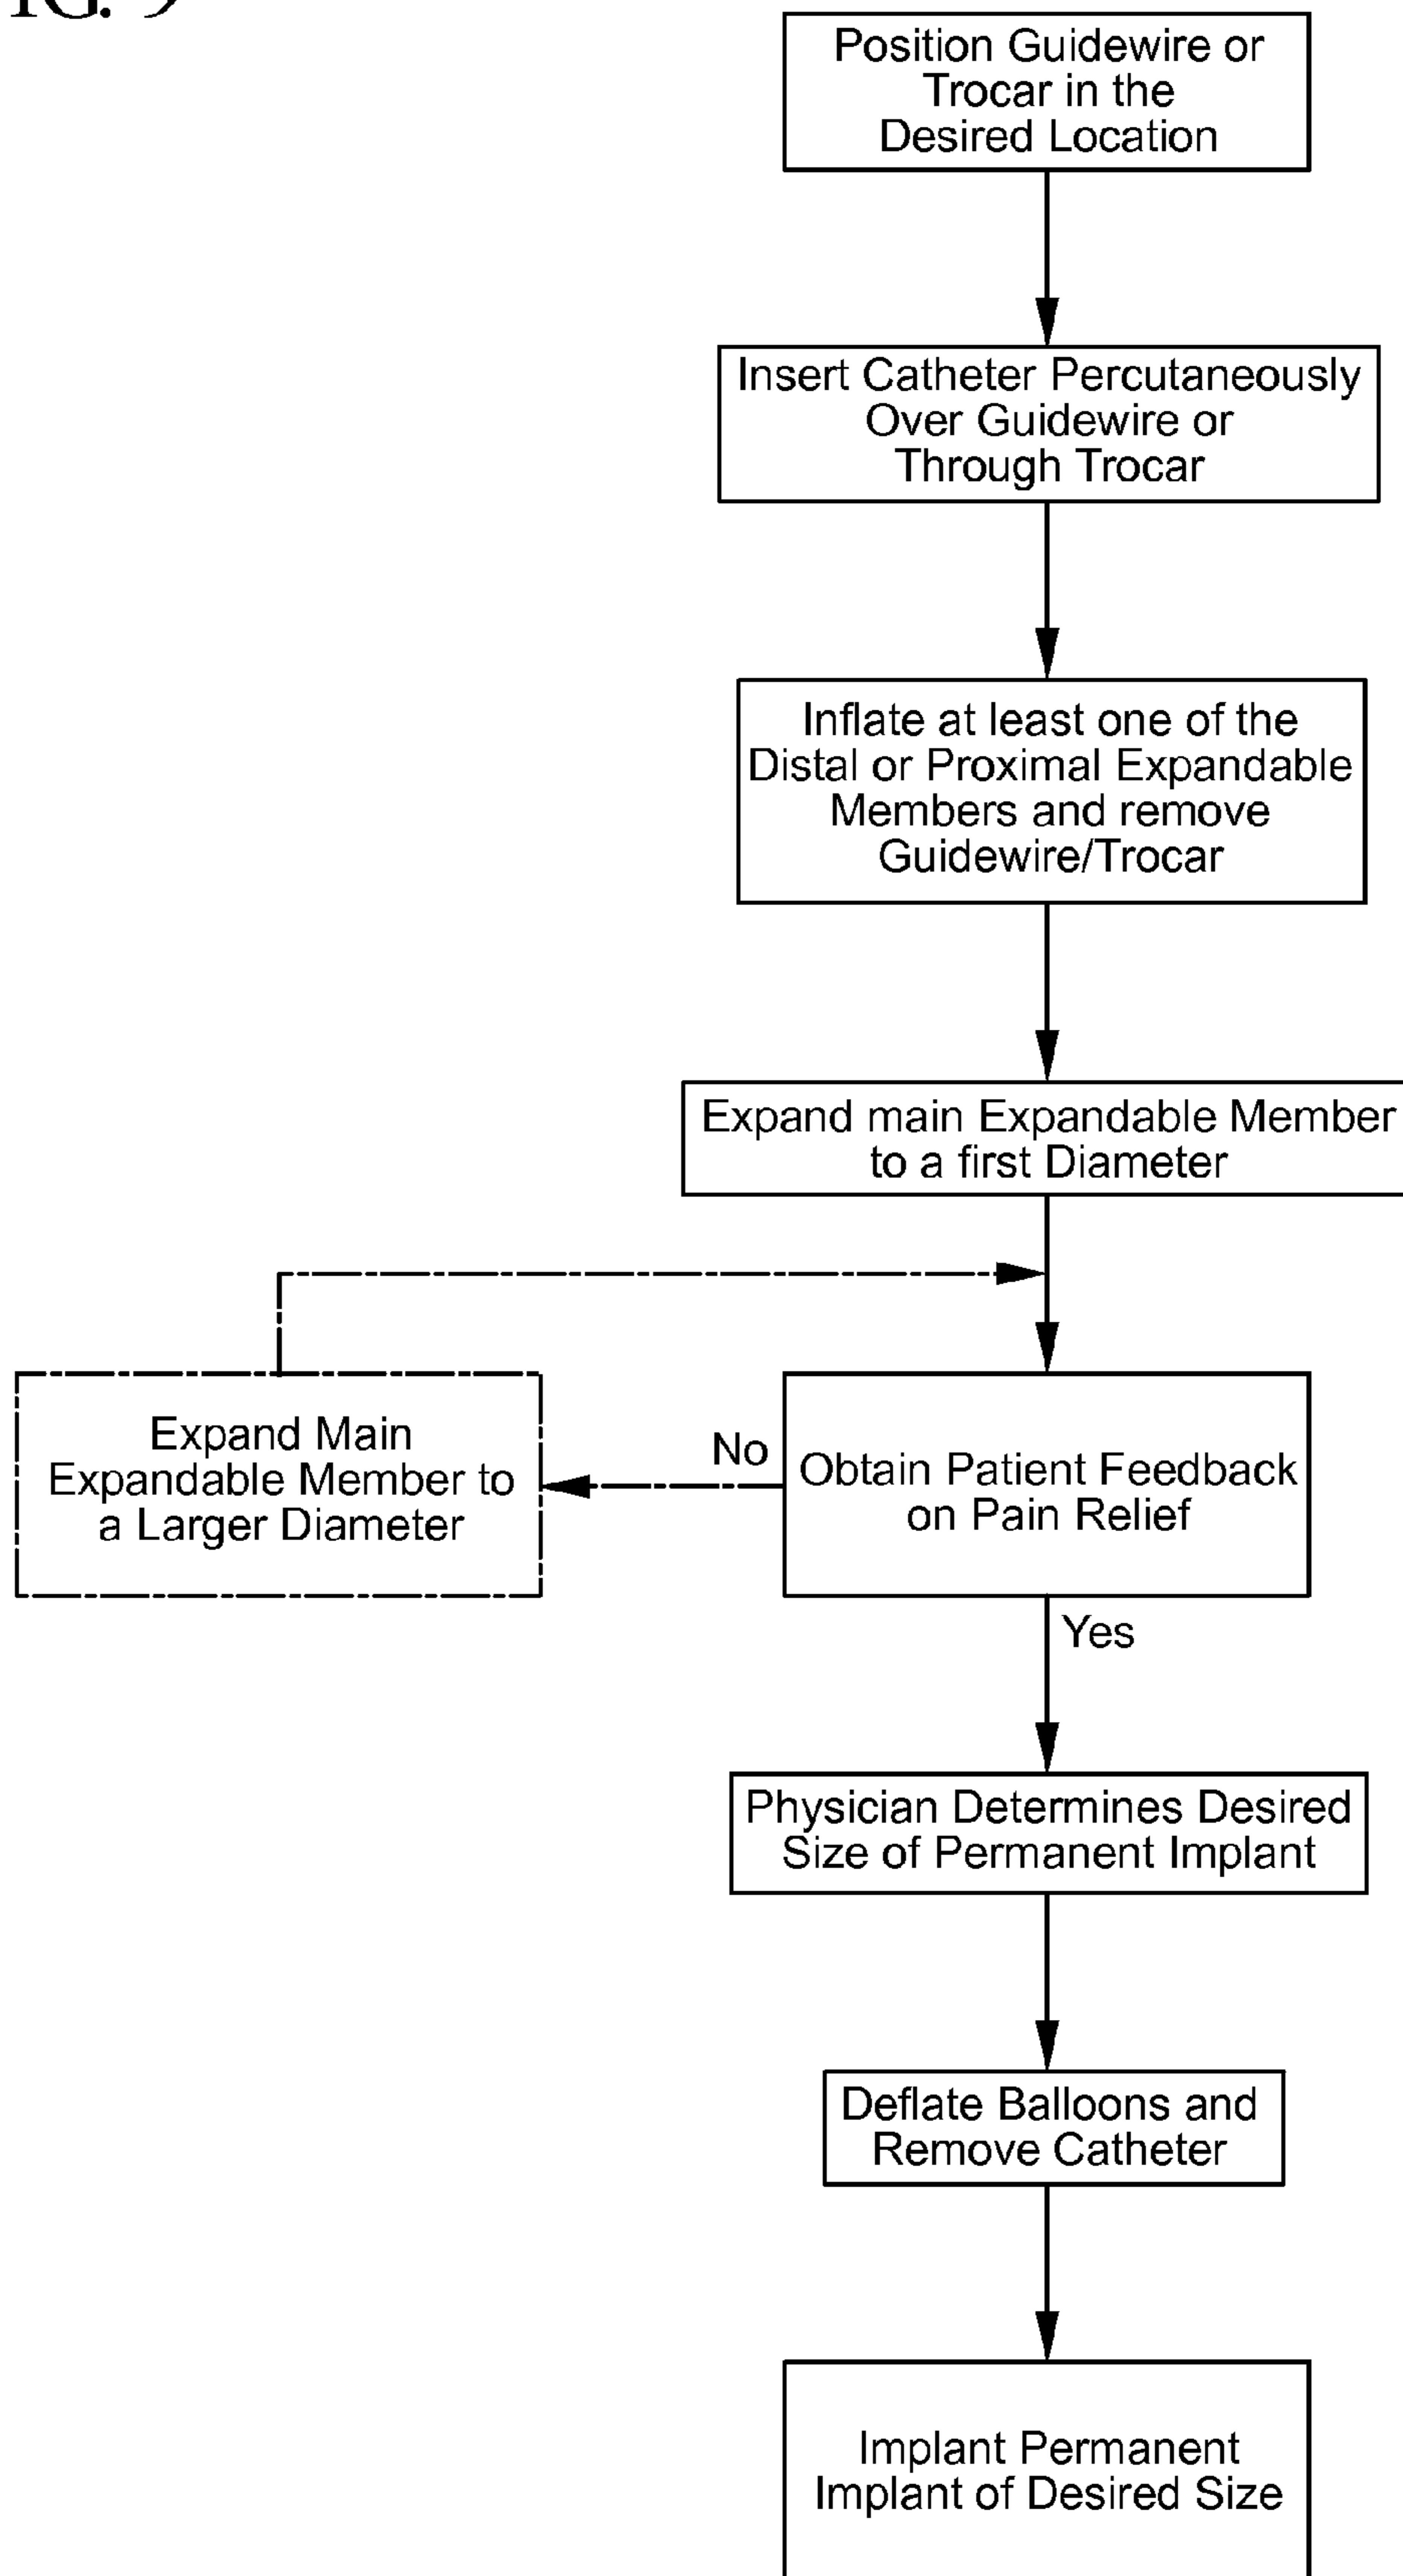 FIG. 9
Position Guidewire or
Trocar in the
Desired Location
Insert Catheter Percutaneously
Over Guidewire or
Through Trocar
Inflate at least one of the
Distal or Proximal Expandable
Members and remove
Guidewire/Trocar
Expand main Expandable Member
to a first Diameter
Expand Main
Expandable Member to
a Larger Diameter
No
Obtain Patient Feedback
on Pain Relief
Yes
Physician Determines Desired
Size of Permanent Implant
Deflate Balloons and
Remove Catheter
Implant Permanent
Implant of Desired Size